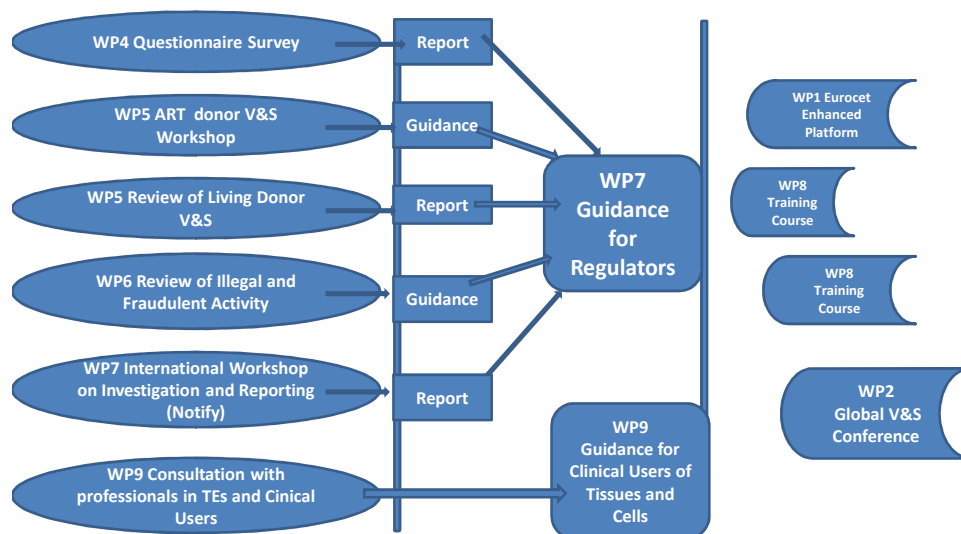 WP4 Questionnaire Survey
Report
WP5 ART donor V&S
Workshop
Guidance
WP5 Review of Living Donor
V&S
Report
WP6 Review of Illegal and
Fraudulent Activity
Guidance
WP7 International Workshop
on Investigation and Reporting
(Notify)
Report
WP9 Consultation with
professionals in TEs and Cinical
Users
WP7
Guidance
for
Regulators
WP9
Guidance for
Clinical Users of
Tissues and
Cells
WP1 Eurocet
Enhanced
Platform
WP8
Training
Course
WP8
Training
Course
WP2
Global V&S
Conference